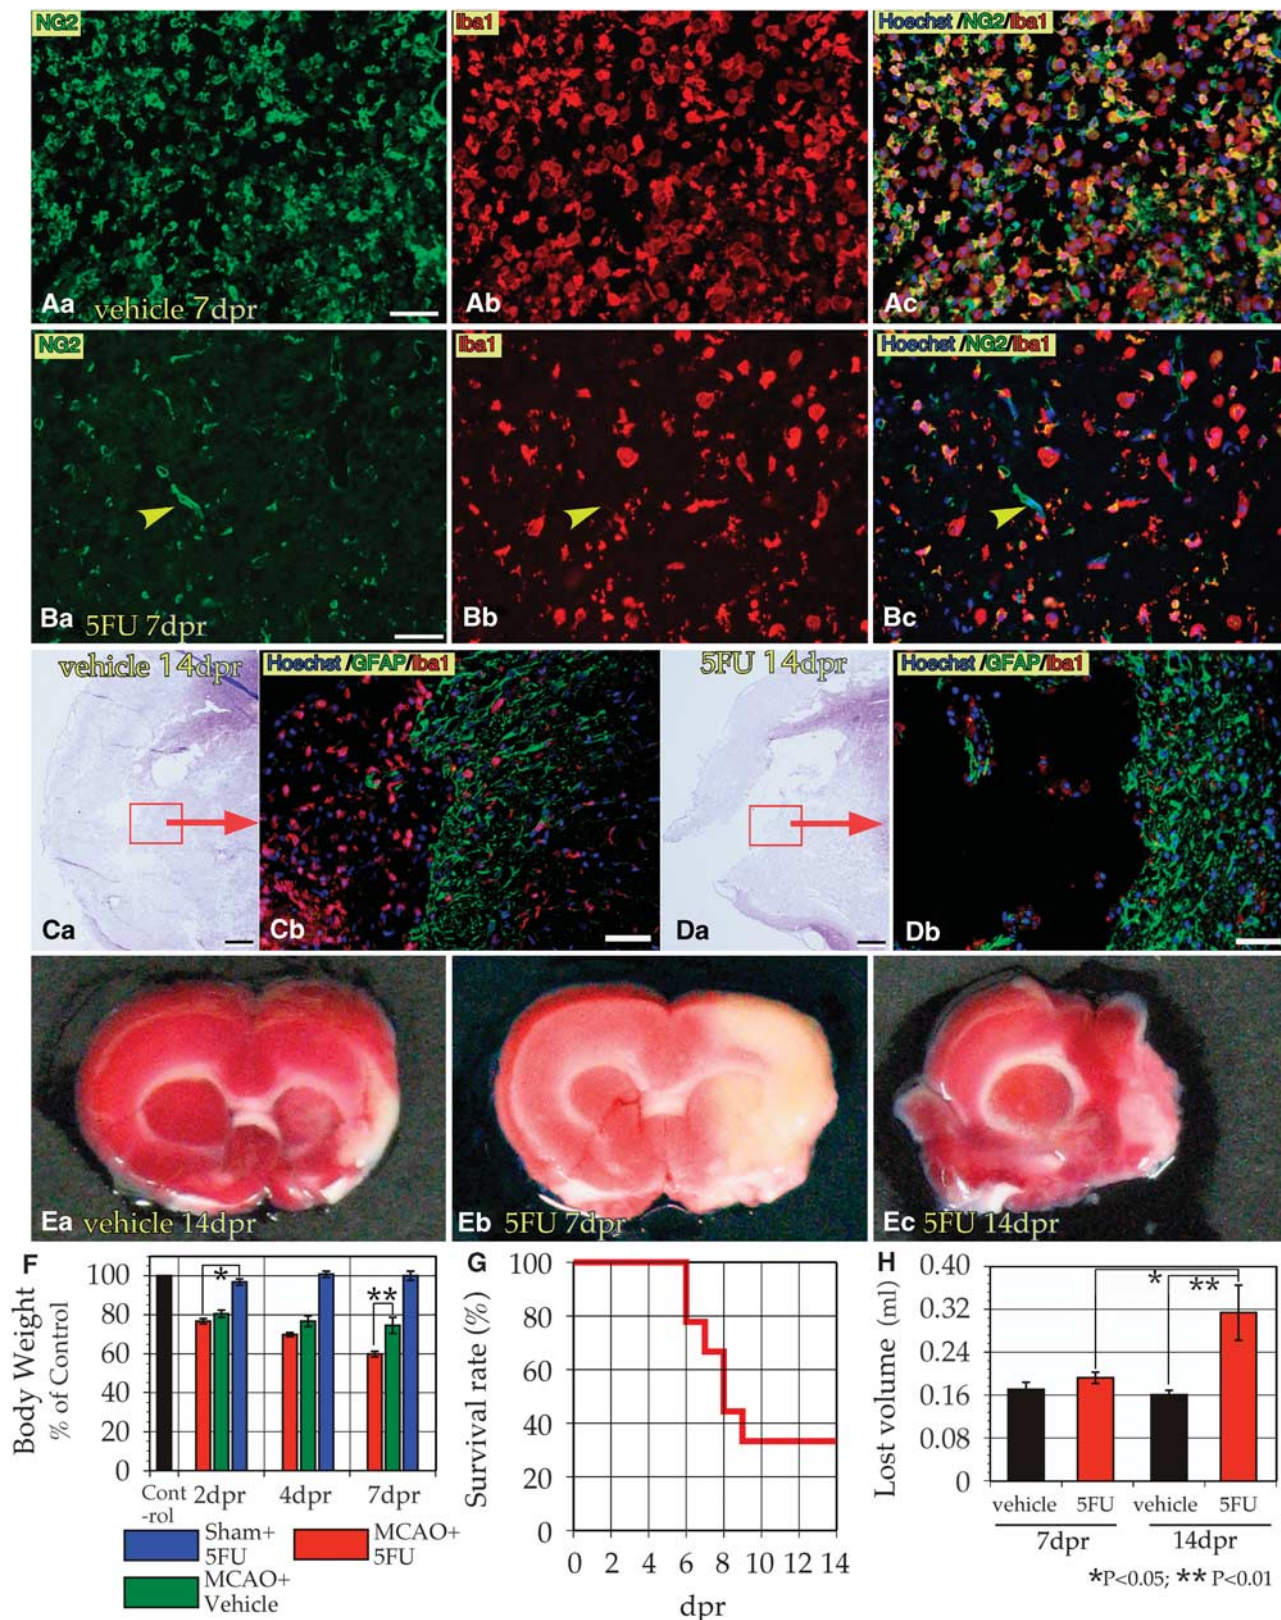 NG2
Iba1
Hoechst /NG2/Iba1
Aa
vehicle 7dpr
Ab
Ac
NG2
Iba1
Hoechst /NG2/Iba1
Ba
5FU 7dpr
Bb
Bc
vehicle 14dpr
Hoechst /GFAP/Iba1
5FU 14dpr
Hoechst /GFAP/Iba1
Ca
Cb
Da
Db
Ea vehicle 14dpr
Eb 5FU 7dpr
Ec 5FU 14dpr
F
Body Weight
% of Control
100
80
60
40
20
0
*
**
Cont
-rol
2dpr
4dpr
7dpr
Sham+
5FU
MCAO+
5FU
MCAO+
Vehicle
G
Survival rate (%)
100
80
60
40
20
0
0 2 4 6 8 10 12 14
dpr
H
Lost volume (ml)
0.40
0.32
0.24
0.16
0.08
0
*
**
vehicle 5FU vehicle 5FU
7dpr 14dpr
*P<0.05; ** P<0.01